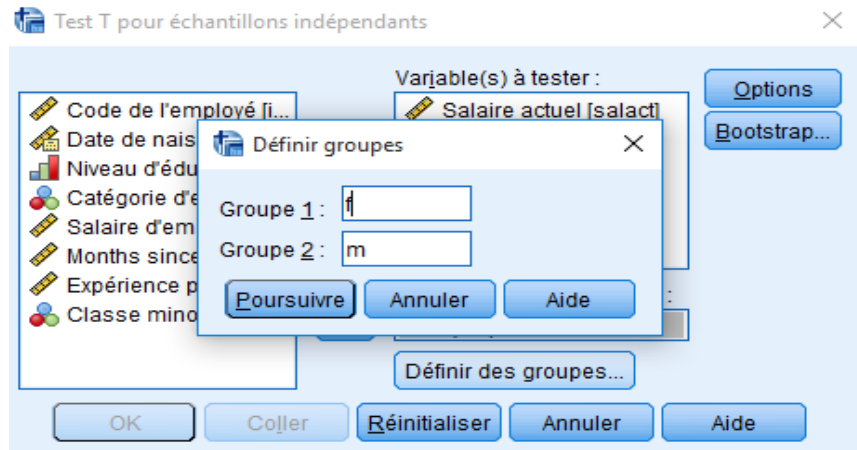 Test T pour échantillons indépendants
Variable(s) à tester :
Code de l'employé [i...
Date de nais
Niveau d'édu
Catégorie d'e
Salaire d'em
Months since
Expérience p
Classe mino
Salaire actuel [salact]
Options
Bootstrap...
Définir groupes
Groupe 1 : f
Groupe 2 : m
Poursuivre Annuler Aide
:
Définir des groupes...
OK Coller Réinitialiser Annuler Aide